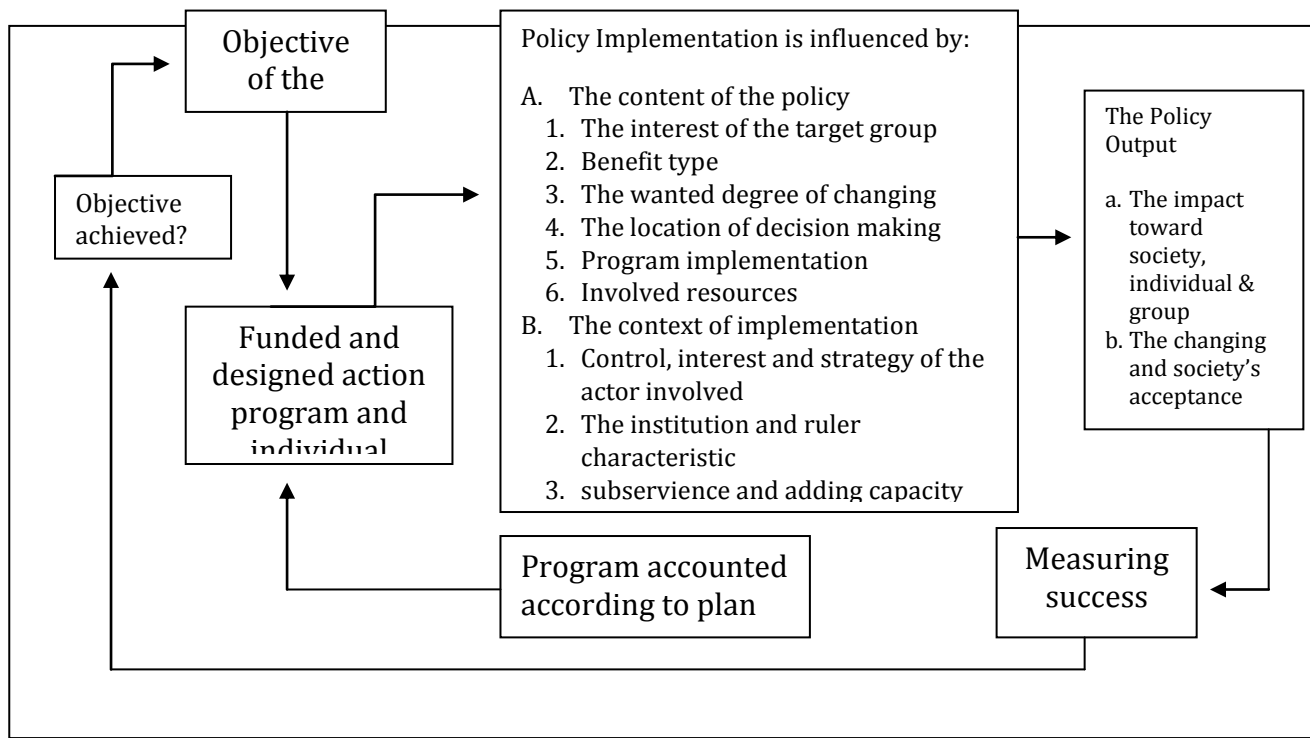 Objective
of the
Policy Implementation is influenced by:
A. The content of the policy
1. The interest of the target group
2. Benefit type
3. The wanted degree of changing
4. The location of decision making
5. Program implementation
6. Involved resources
B. The context of implementation
1. Control, interest and strategy of the
actor involved
2. The institution and ruler
characteristic
3. subservience and adding capacity
The Policy
Output
a. The impact
toward
society,
individual &
group
b. The changing
and society’s
acceptance
Objective
achieved?
Funded and
designed action
program and
individual
Program accounted
according to plan
Measuring
success